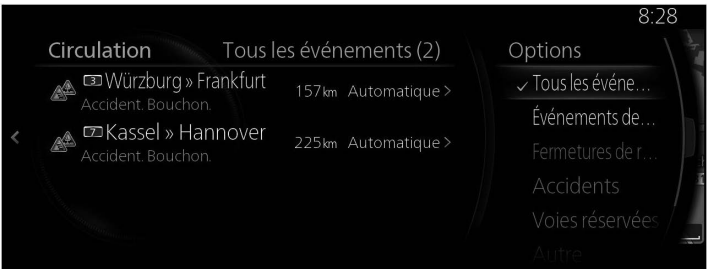 8:28
Circulation Tous les événements (2) Options
3 Würzburg » Frankfurt
Accident. Bouchon.
157km Automatique >
7 Kassel » Hannover
Accident. Bouchon.
225km Automatique >
✓ Tous les événe...
Événements de...
Fermetures de r...
Accidents
Voies réservées
Autre